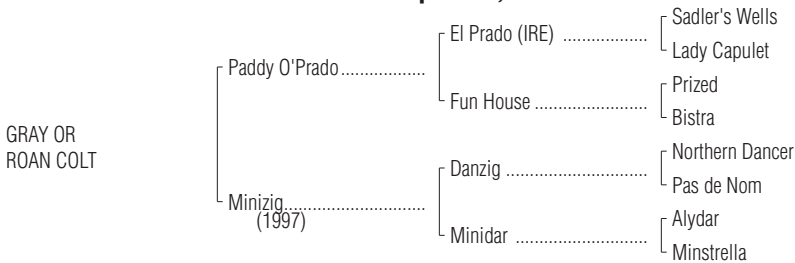 Sadler's Wells
El Prado (IRE) ..................
Lady Capulet
Paddy O'Prado..................
Prized
Fun House ........................
Bistra
GRAY OR
ROAN COLT
Northern Dancer
Danzig ..............................
Pas de Nom
Minizig..............................
(1997)
Alydar
Minidar ............................
Minstrella